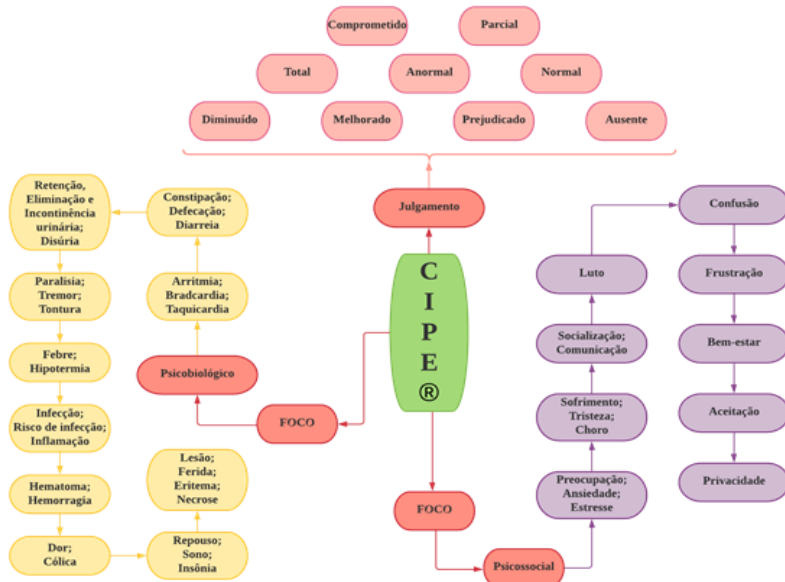 Comprometido
Parcial
Total
Anormal
Normal
Diminuído
Melhorado
Prejudicado
Ausente
Julgamento
C
I
P
E
®
FOCO
Psicobiológico
Arritmia;
Bradcardia;
Taquicardia
Constipação;
Defecação;
Diarreia
Retenção,
Eliminação e
Incontinência
urinária;
Disúria
Paralisia;
Tremor;
Tontura
Febre;
Hipotermia
Infecção;
Risco de infecção;
Inflamação
Hematoma;
Hemorragia
Dor;
Cólica
Repouso;
Sono;
Insônia
Lesão;
Ferida;
Eritema;
Necrose
FOCO
Psicossocial
Preocupação;
Ansiedade;
Estresse
Sofrimento;
Tristeza;
Choro
Socialização;
Comunicação
Luto
Confusão
Frustração
Bem-estar
Aceitação
Privacidade